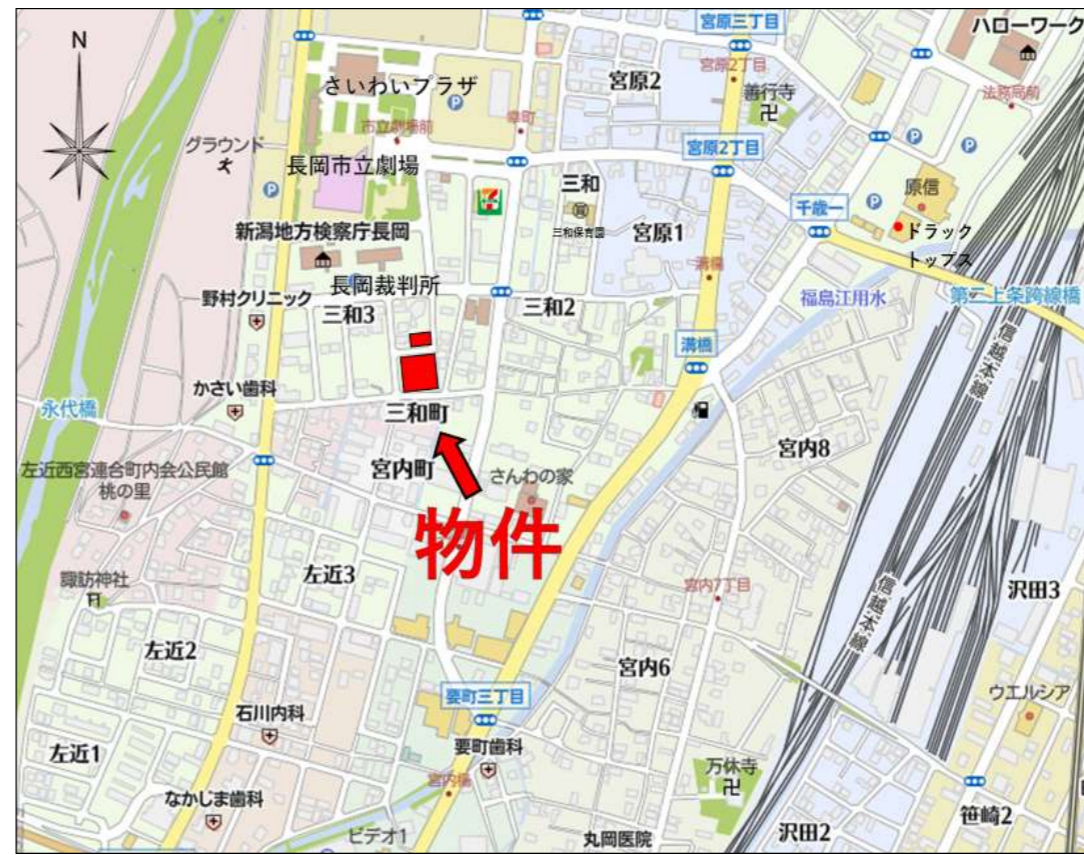 宮原三丁目
ハローワーク
N
宮原2
宮原2丁目
さいわいプラザ
善行寺
法務局前
市立劇場前
幸町
グラウンド
宮原2丁目
長岡市立劇場
三和
原信
千歳一
三和保育園
新潟地方検察庁長岡
宮原1
ドラック
トップス
溝橋
長岡裁判所
野村クリニック
福島江用水
第二上条跨線橋
三和3
三和2
信越本線
溝橋
かさい歯科
永代橋
三和町
宮内8
左近西宮連合町内会公民館
桃の里
宮内町
さんわの家
物件
左近3
諏訪神社
宮内7丁目
信越本線
沢田3
左近2
宮内6
要町三丁目
ウエルシア
石川内科
左近1
要町歯科
万休寺
宮内橋
なかじま歯科
笹崎2
ビデオ1
丸岡医院
沢田2